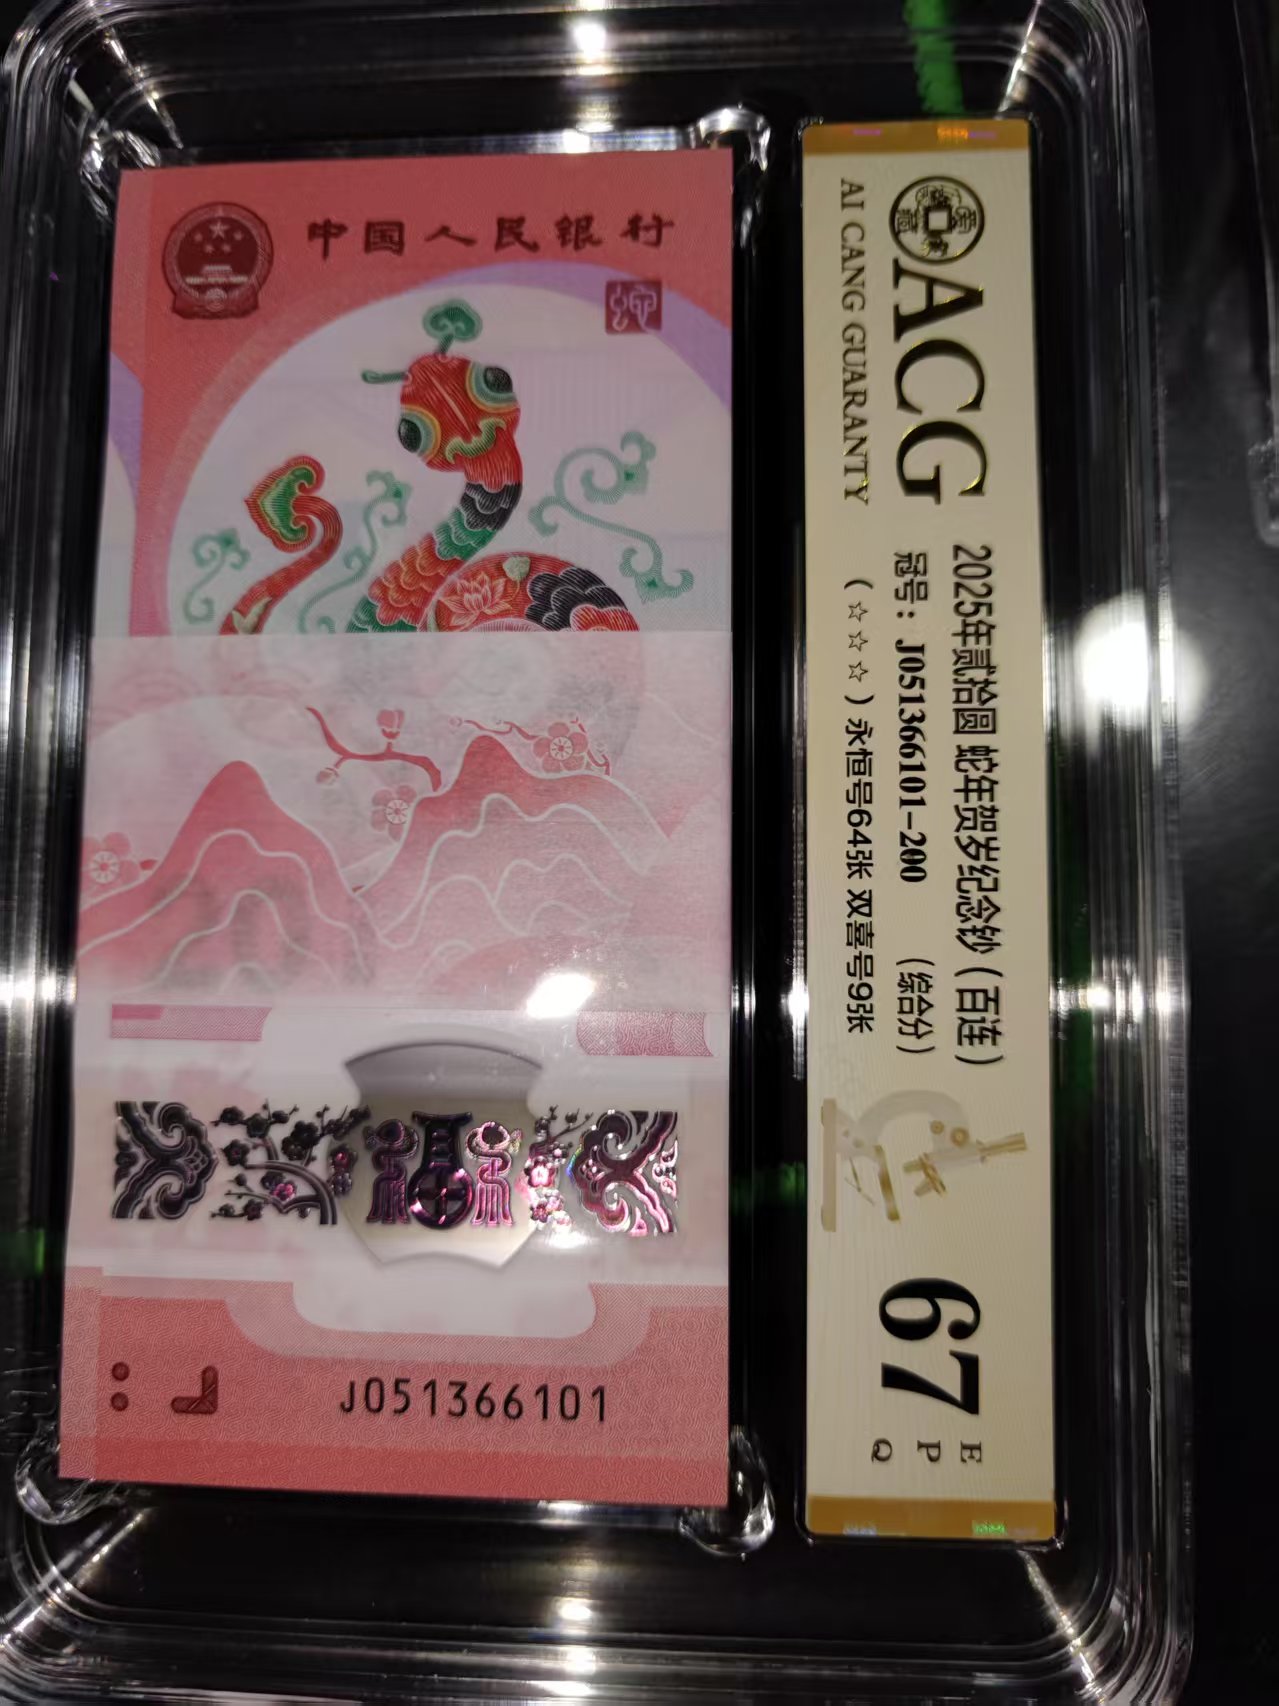 中国人民银行
福
J051366101
ACG
AI CANG GUARANTY
2025年贰拾圆 蛇年贺岁纪念钞（百连）
冠号：J051366101-200 （综合分）
（☆☆☆）永恒号64张 双喜号9张
67
E
P
Q